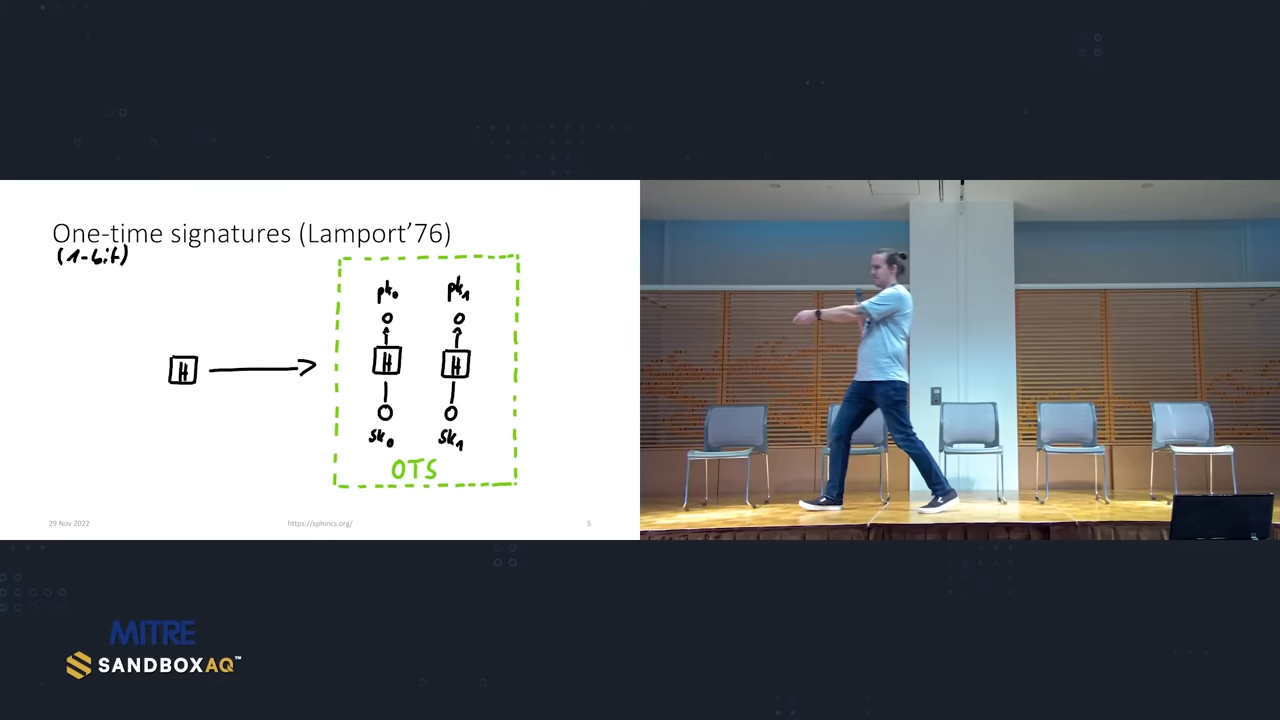 One-time signatures (Lamport’76)
(1-bit)
pk₀ pk₁
H H H
sk₀ sk₁
OTS
29 Nov 2022 https://sphincs.org/ 5
MITRE
SANDBOXAQ™